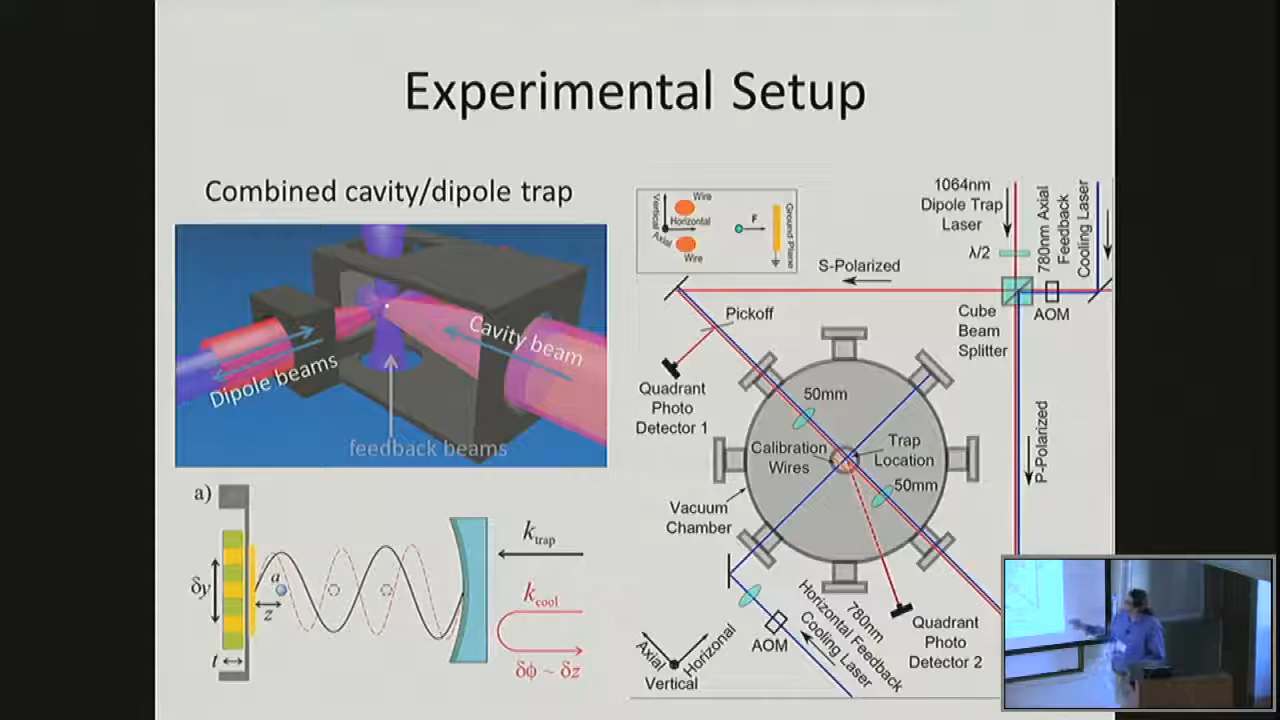 Experimental Setup
Combined cavity/dipole trap
Dipole beams
Cavity beam
feedback beams
a)
δy
a
z
t
k trap
k cool
δϕ ~ δz
Vertical
Wire
Horizontal
Axial
Wire
F
Ground Plane
1064nm
Dipole Trap
Laser
780nm Axial
Feedback
Cooling Laser
λ/2
S-Polarized
Cube
Beam
Splitter
AOM
Pickoff
Quadrant
Photo
Detector 1
50mm
Calibration
Wires
Trap
Location
50mm
Vacuum
Chamber
P-Polarized
780nm
Horizontal Feedback
Cooling Laser
AOM
Quadrant
Photo
Detector 2
Axial
Horizonal
Vertical